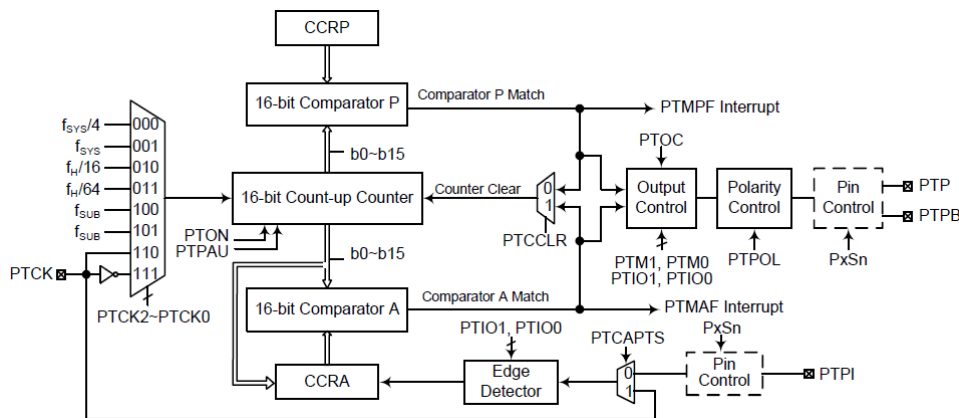 CCRP
16-bit Comparator P
Comparator P Match
PTMPF Interrupt
b0~b15
PTOC
fSYS/4
000
fSYS
001
fH/16
010
fH/64
011
fSUB
100
fSUB
101
110
111
PTCK
PTCK2~PTCK0
16-bit Count-up Counter
Counter Clear
0
1
PTCCLR
PTON
PTPAU
Output
Control
Polarity
Control
Pin
Control
PTP
PTPB
PTM1, PTM0
PTIO1, PTIO0
PTPOL
PxSn
b0~b15
16-bit Comparator A
Comparator A Match
PTMAF Interrupt
PTIO1, PTIO0
PTCAPTS
PxSn
CCRA
Edge
Detector
0
1
Pin
Control
PTPI